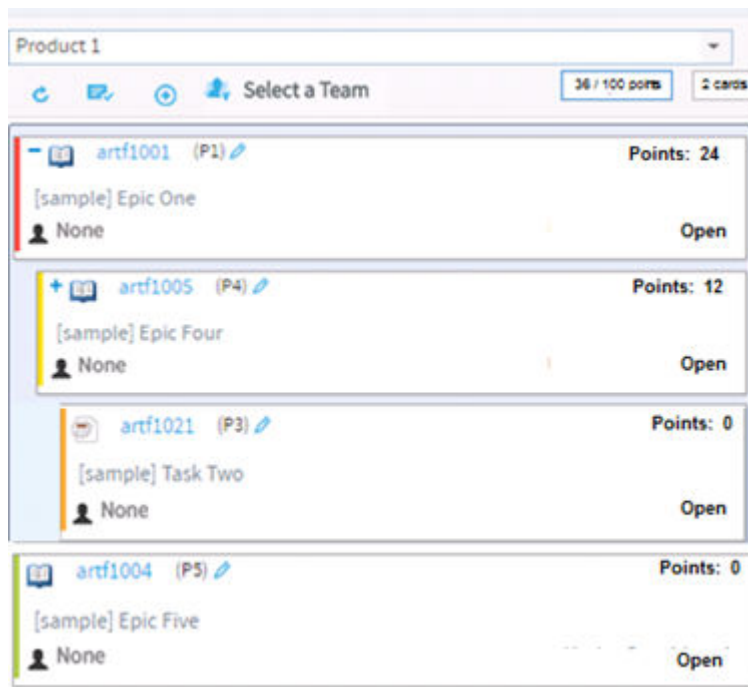 Product 1
Select a Team 36 / 100 points 2 cards
artf1001 (P1) Points: 24
[sample] Epic One
None Open
artf1005 (P4) Points: 12
[sample] Epic Four
None Open
artf1021 (P3) Points: 0
[sample] Task Two
None Open
artf1004 (P5) Points: 0
[sample] Epic Five
None Open